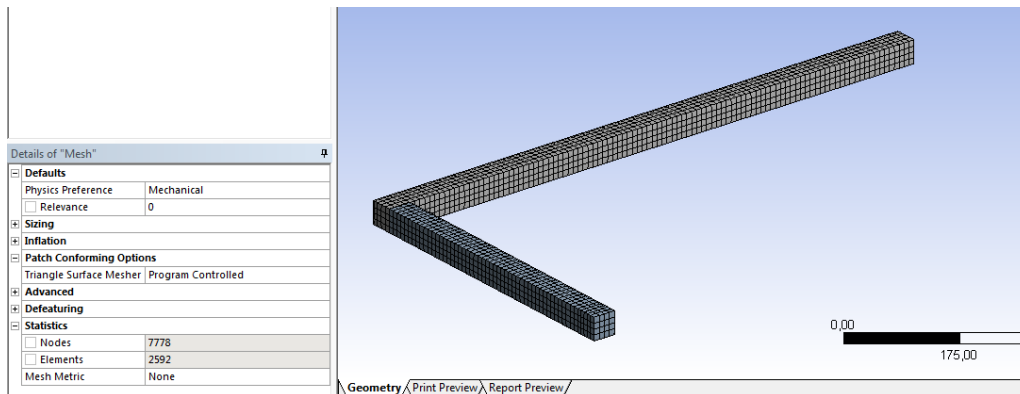 Details of "Mesh"
Defaults
Physics Preference Mechanical
Relevance 0
Sizing
Inflation
Patch Conforming Options
Triangle Surface Mesher Program Controlled
Advanced
Defeaturing
Statistics
Nodes 7778
Elements 2592
Mesh Metric None
0,00
175,00
Geometry Print Preview Report Preview